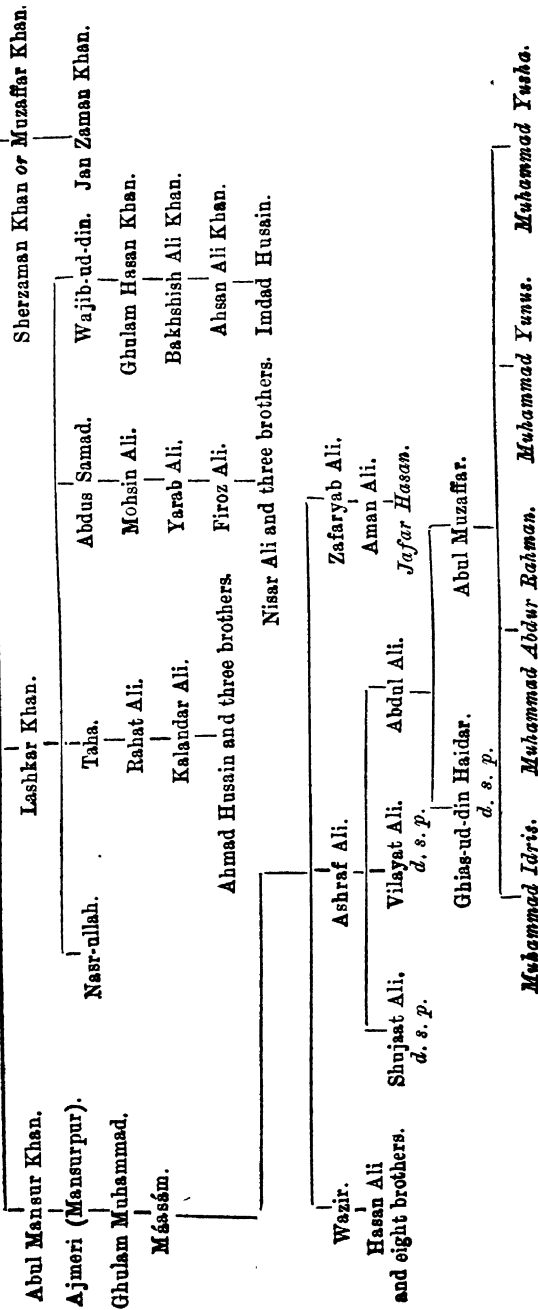 Sherzaman Khan or Muzaffar Khan.
Abul Mansur Khan. Lashkar Khan. Jan Zaman Khan.
Ajmeri (Mansurpur). Nasr-ullah. Taha. Abdus Samad. Wajib-ud-din.
Ghulam Muhammad. Rahat Ali. Mohsin Ali. Ghulam Hasan Khan.
Máasám. Kalandar Ali. Yarab Ali. Bakhshish Ali Khan.
Ahmad Husain and three brothers. Firoz Ali. Ahsan Ali Khan.
Nisar Ali and three brothers. Imdad Husain.
Wazir. Ashraf Ali. Zafaryab Ali.
Hasan Ali
and eight brothers. Aman Ali.
Shujaat Ali. Vilayat Ali. Abdul Ali. Jafar Hasan.
d. s. p. d. s. p.
Ghias-ud-din Haidar. Abul Muzaffar.
d. s. p.
Muhammad Idris. Muhammad Abdur Rahman. Muhammad Yunus. Muhammad Yusha.